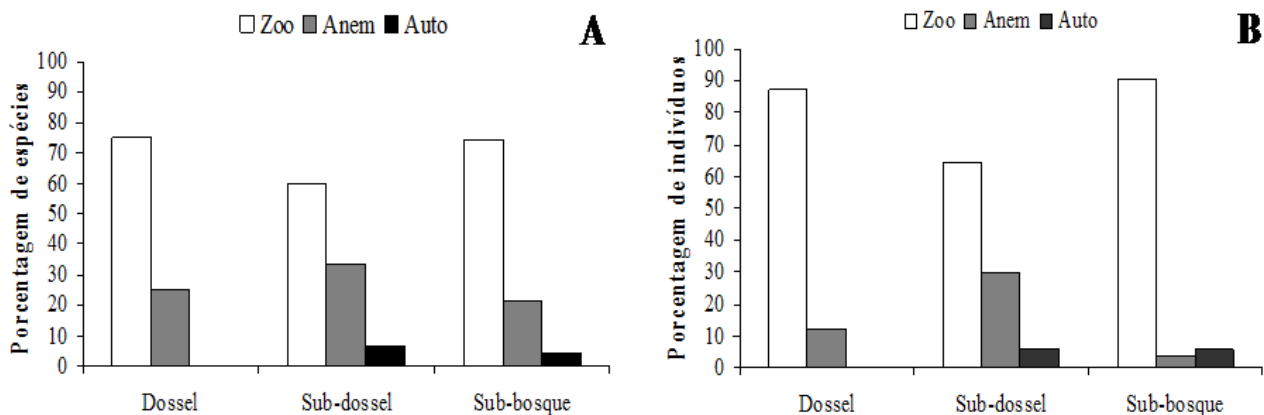 Zoo Anem Auto
A
Porcentagem de espécies
100
90
80
70
60
50
40
30
20
10
0
Dossel Sub-dossel Sub-bosque
Zoo Anem Auto
B
Porcentagem de indivíduos
100
90
80
70
60
50
40
30
20
10
0
Dossel Sub-dossel Sub-bosque